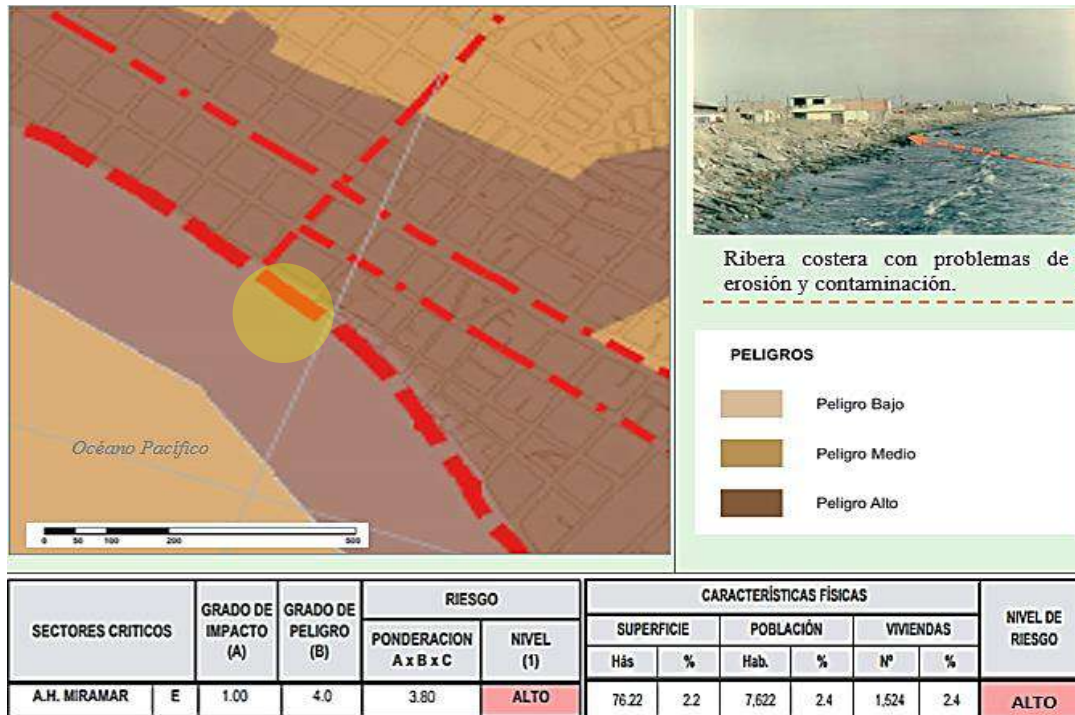 Océano Pacífico
0 50 100 200 500
Ribera costera con problemas de
erosión y contaminación.
PELIGROS
Peligro Bajo
Peligro Medio
Peligro Alto
SECTORES CRITICOS
GRADO DE
IMPACTO
(A)
GRADO DE
PELIGRO
(B)
RIESGO
PONDERACION
A x B x C
NIVEL
(1)
A.H. MIRAMAR E 1.00 4.0 3.80 ALTO
CARACTERÍSTICAS FÍSICAS
NIVEL DE
RIESGO
SUPERFICIE POBLACIÓN VIVIENDAS
Hás % Hab. % Nº %
76.22 2.2 7,622 2.4 1,524 2.4 ALTO